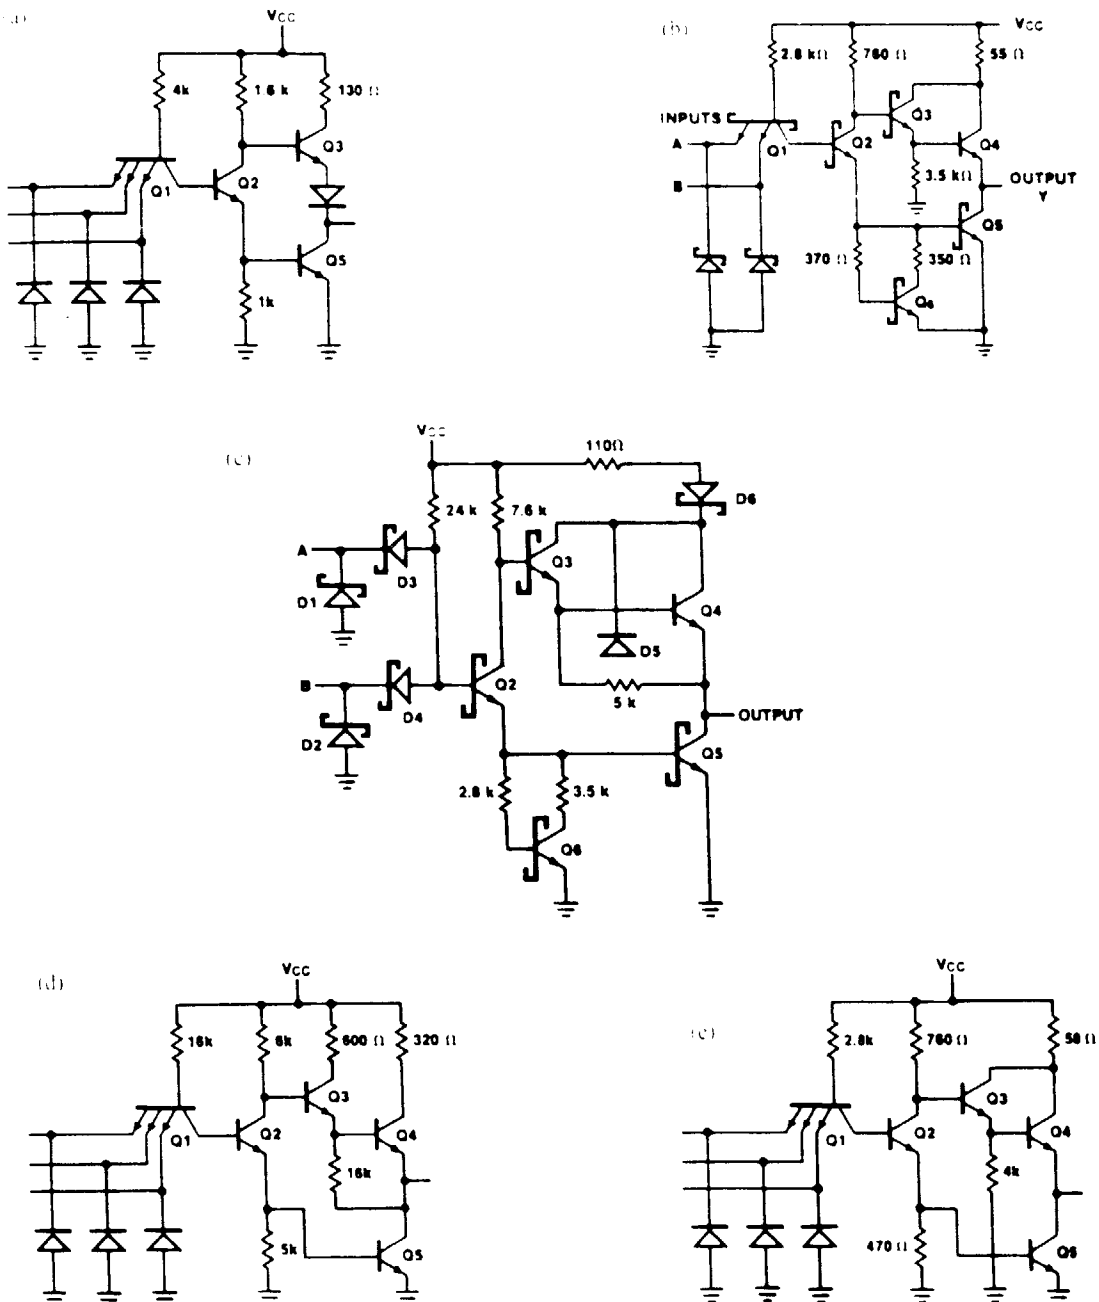 (a)
VCC
4k
1.6 k
130 Ω
Q3
Q1
Q2
Q5
1k
(b)
VCC
2.8 kΩ
760 Ω
55 Ω
INPUTS
Q3
A
Q1
Q2
Q4
3.5 kΩ
B
OUTPUT
Y
Q5
370 Ω
350 Ω
Q6
(c)
VCC
110Ω
D6
24 k
7.6 k
A
Q3
D3
D1
Q4
D5
B
Q2
5 k
D4
OUTPUT
D2
Q5
2.8 k
3.5 k
Q6
(d)
VCC
16k
6k
600 Ω
320 Ω
Q3
Q1
Q2
Q4
16k
5k
Q5
(e)
VCC
2.8k
760 Ω
58 Ω
Q3
Q1
Q2
Q4
4k
470 Ω